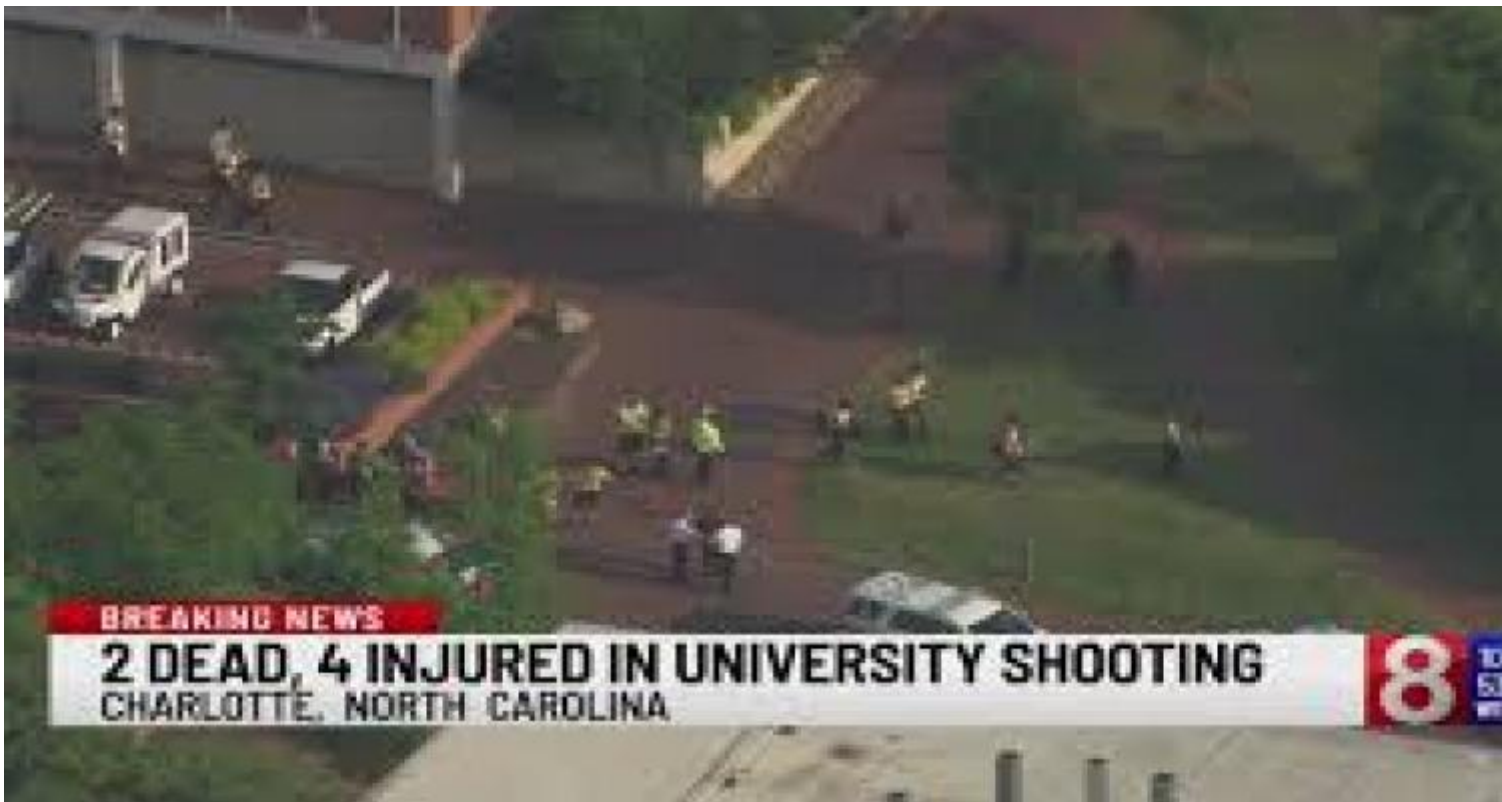 BREAKING NEWS
2 DEAD, 4 INJURED IN UNIVERSITY SHOOTING
CHARLOTTE, NORTH CAROLINA
8